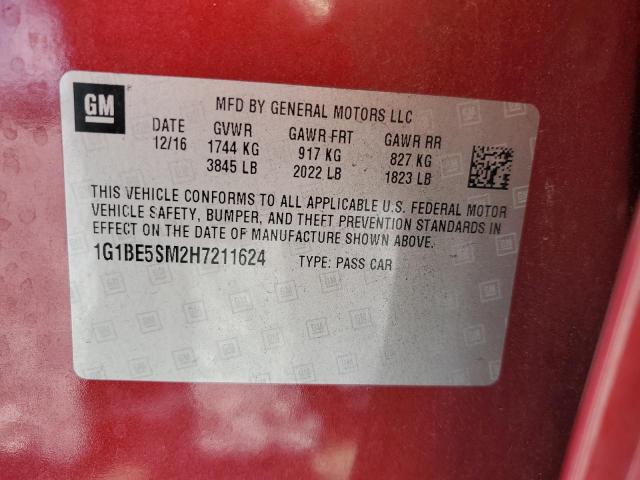 GM
MFD BY GENERAL MOTORS LLC
DATE GVWR GAWR FRT GAWR RR
12/16 1744 KG 917 KG 827 KG
3845 LB 2022 LB 1823 LB
THIS VEHICLE CONFORMS TO ALL APPLICABLE U.S. FEDERAL MOTOR
VEHICLE SAFETY, BUMPER, AND THEFT PREVENTION STANDARDS IN
EFFECT ON THE DATE OF MANUFACTURE SHOWN ABOVE.
1G1BE5SM2H7211624 TYPE: PASS CAR